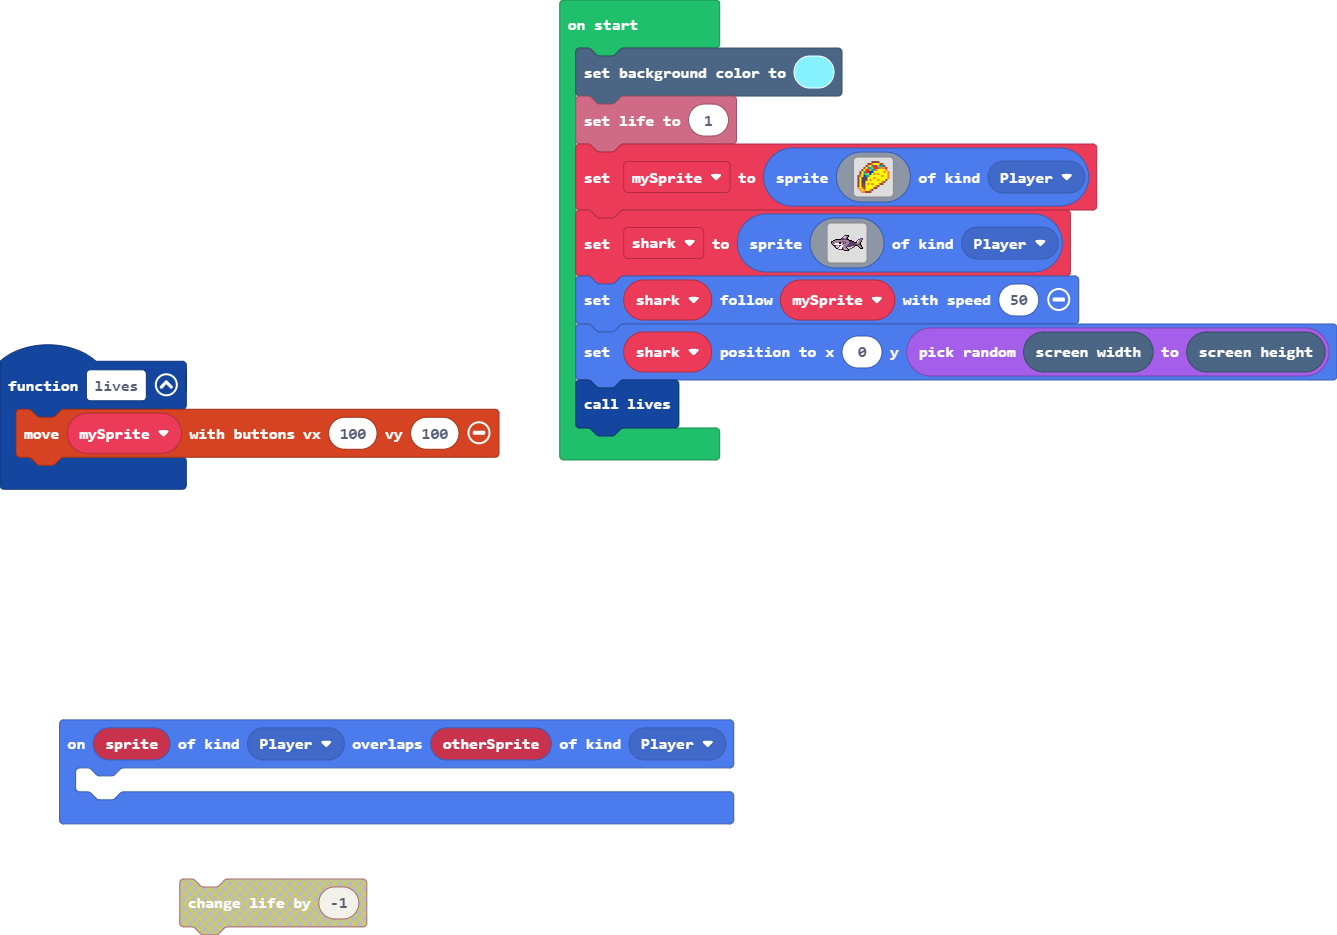 on start
set background color to
set life to 1
set mySprite to sprite of kind Player
set shark to sprite of kind Player
set shark follow mySprite with speed 50
set shark position to x 0 y pick random screen width to screen height
call lives
function lives
move mySprite with buttons vx 100 vy 100
on sprite of kind Player overlaps otherSprite of kind Player
change life by -1